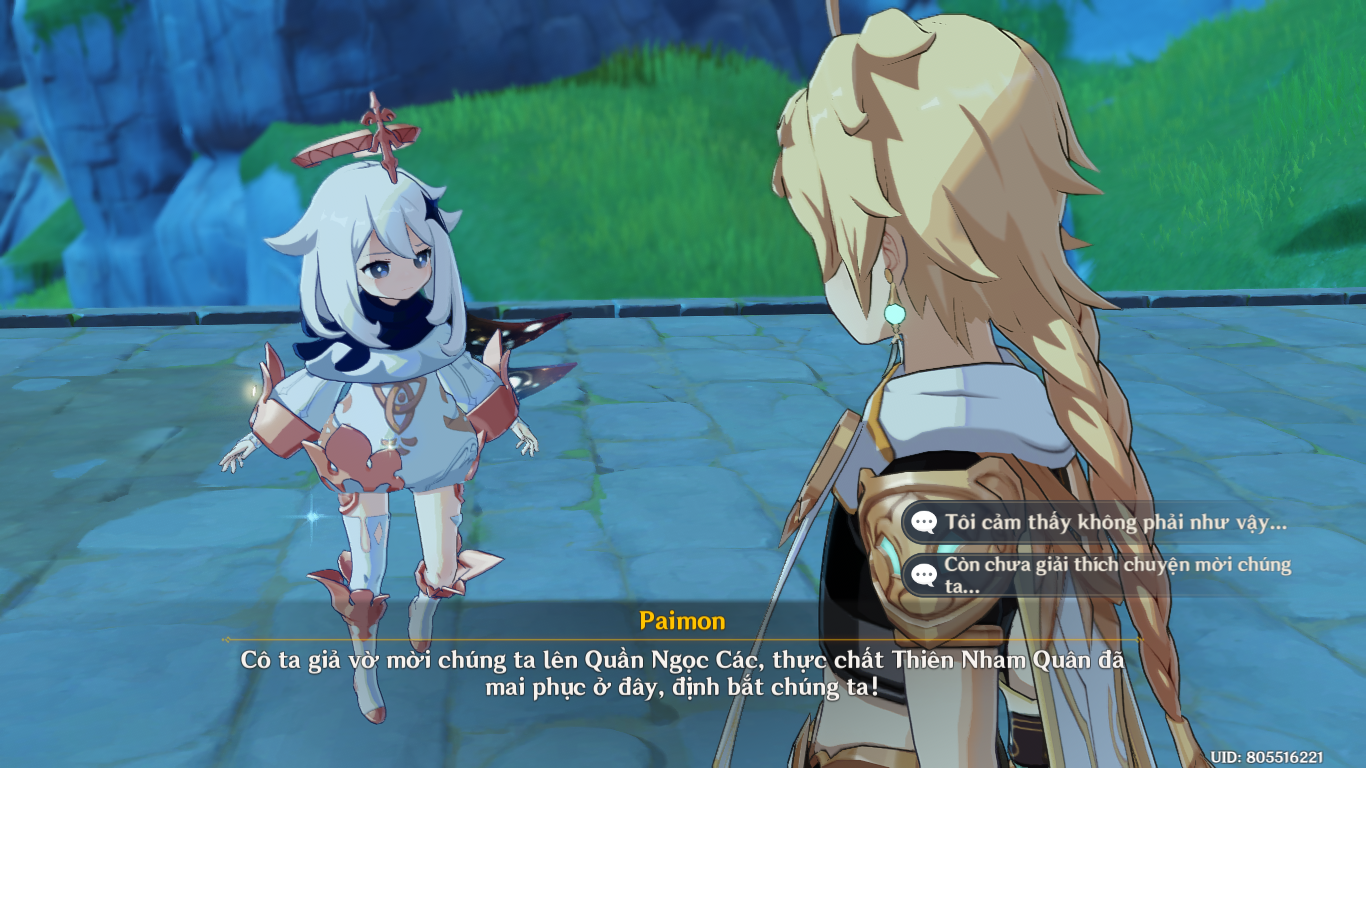 Tôi cảm thấy không phải như vậy...
Còn chưa giải thích chuyện mời chúng
ta...
Paimon
Cô ta giả vờ mời chúng ta lên Quần Ngọc Các, thực chất Thiên Nham Quân đã
mai phục ở đây, định bắt chúng ta!
UID: 805516221